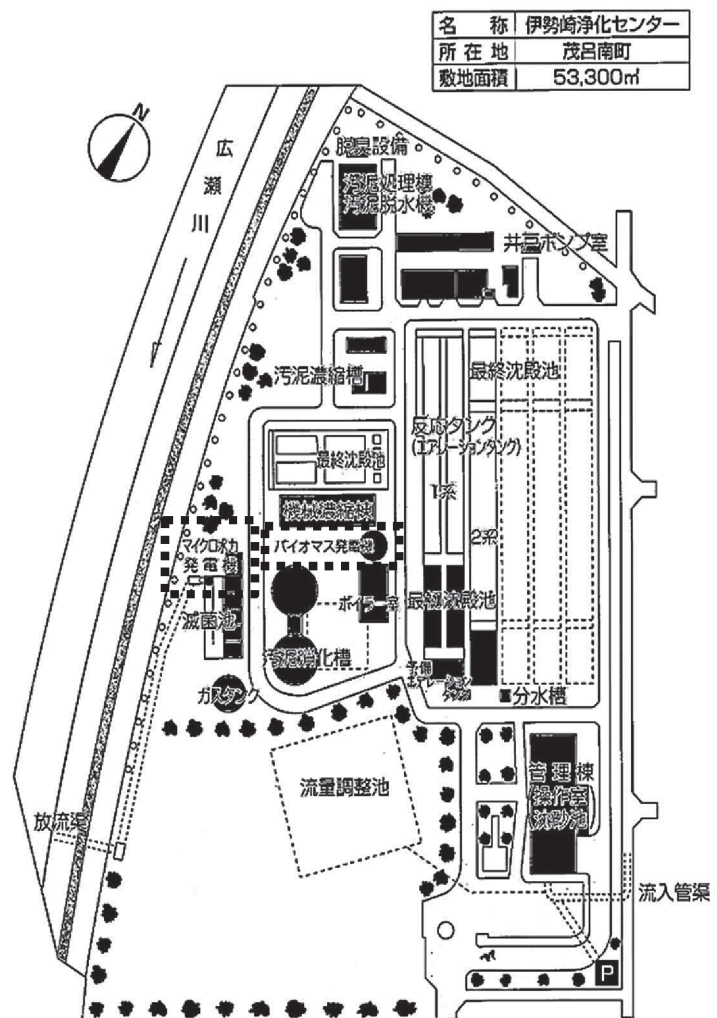 名称 伊勢崎浄化センター
所在地 茂呂南町
敷地面積 53,300㎡
N
広瀬川
脱臭設備
汚泥処理棟
汚泥脱水機
井戸ポンプ室
汚泥濃縮槽
最終沈殿池
反応タンク
(エアレーションタンク)
最終沈殿池
1系
機械濃縮棟
2系
マイクロ水力
発電機
バイオマス発電機
ボイラー室
最初沈殿池
滅菌池
汚泥消化槽
予備
エアレーション
タンク
ガスタンク
分水槽
流量調整池
管理棟
操作室
沈砂池
放流渠
流入管渠
P